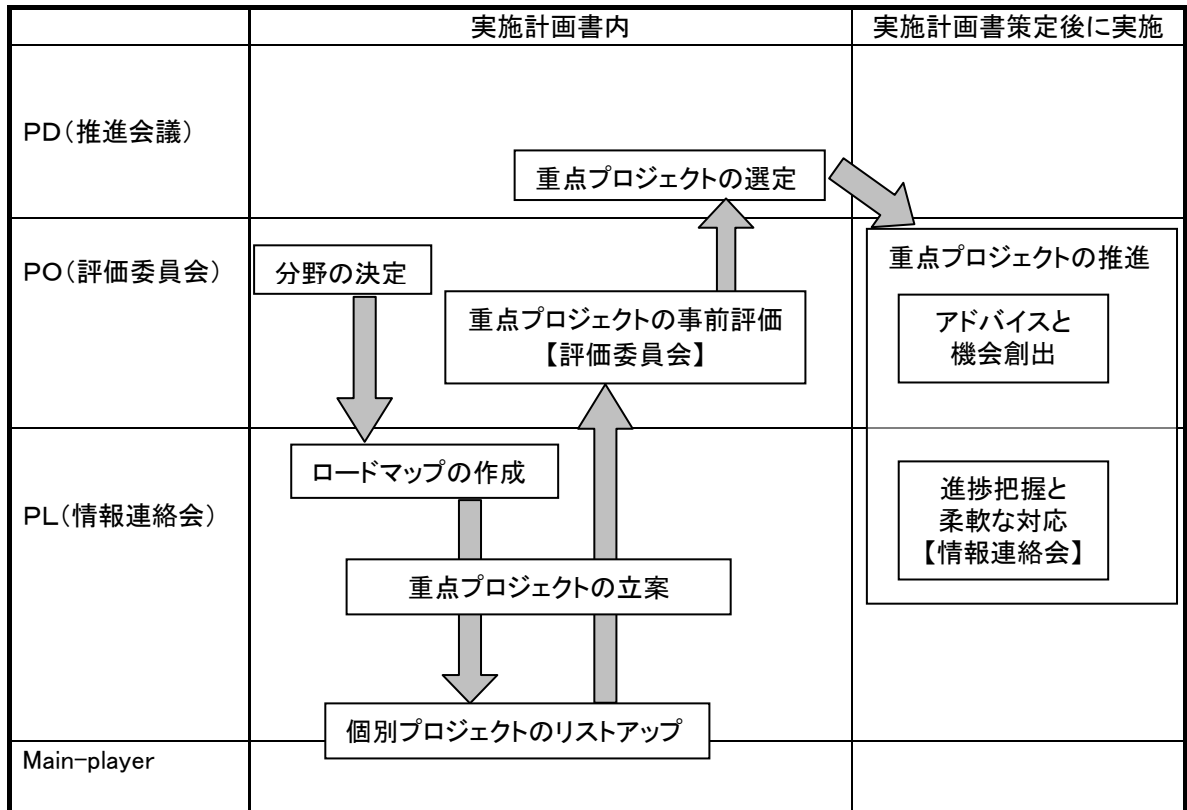 実施計画書内
実施計画書策定後に実施
PD（推進会議）
重点プロジェクトの選定
PO（評価委員会）
分野の決定
重点プロジェクトの事前評価
【評価委員会】
重点プロジェクトの推進
アドバイスと
機会創出
PL（情報連絡会）
ロードマップの作成
重点プロジェクトの立案
進捗把握と
柔軟な対応
【情報連絡会】
個別プロジェクトのリストアップ
Main-player